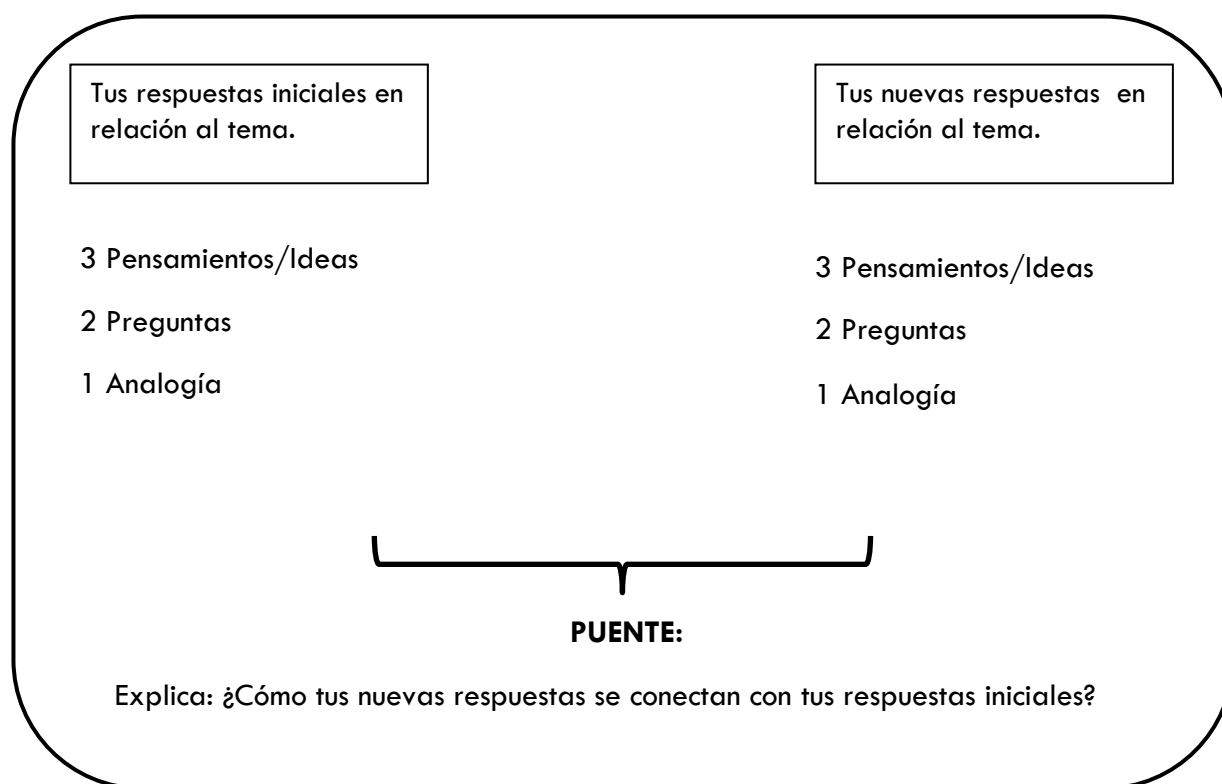 Tus respuestas iniciales en
relación al tema.
3 Pensamientos/Ideas
2 Preguntas
1 Analogía
Tus nuevas respuestas en
relación al tema.
3 Pensamientos/Ideas
2 Preguntas
1 Analogía
PUENTE:
Explica: ¿Cómo tus nuevas respuestas se conectan con tus respuestas iniciales?